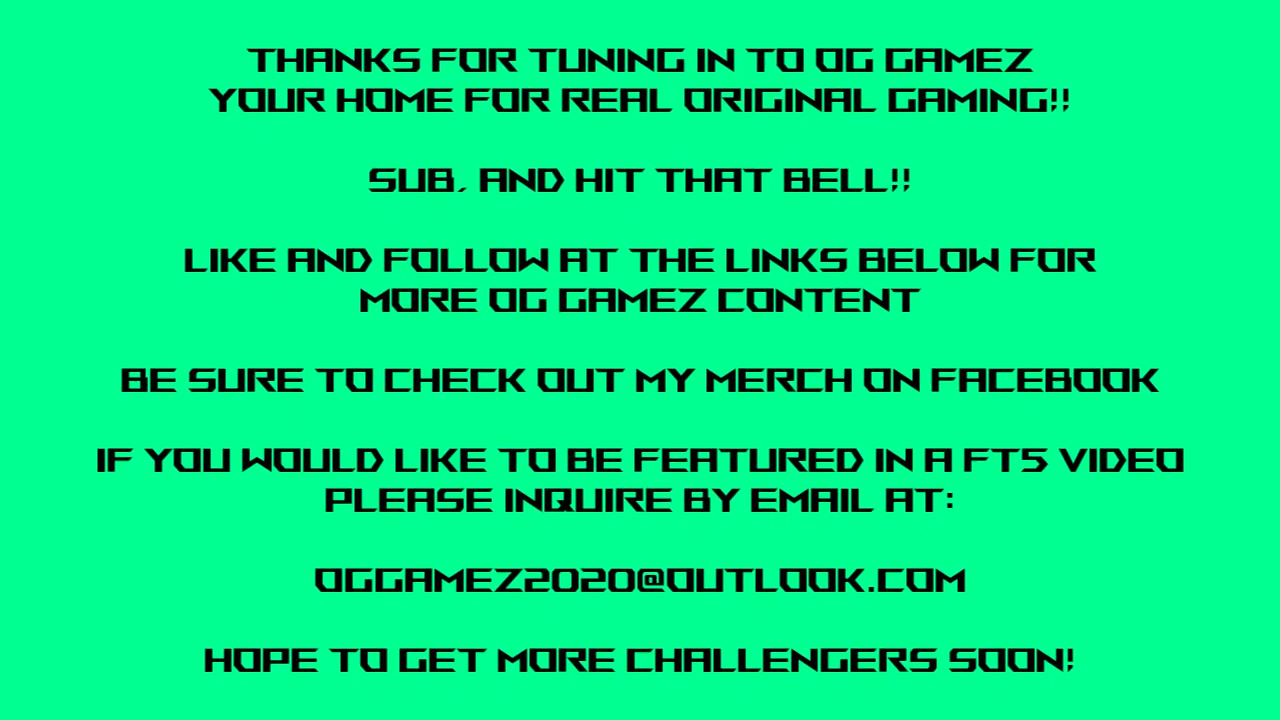 THANKS FOR TUNING IN TO OG GAMEZ
YOUR HOME FOR REAL ORIGINAL GAMING!!
SUB, AND HIT THAT BELL!!
LIKE AND FOLLOW AT THE LINKS BELOW FOR
MORE OG GAMEZ CONTENT
BE SURE TO CHECK OUT MY MERCH ON FACEBOOK
IF YOU WOULD LIKE TO BE FEATURED IN A FT5 VIDEO
PLEASE INQUIRE BY EMAIL AT:
OGGAMEZ2020@OUTLOOK.COM
HOPE TO GET MORE CHALLENGERS SOON!